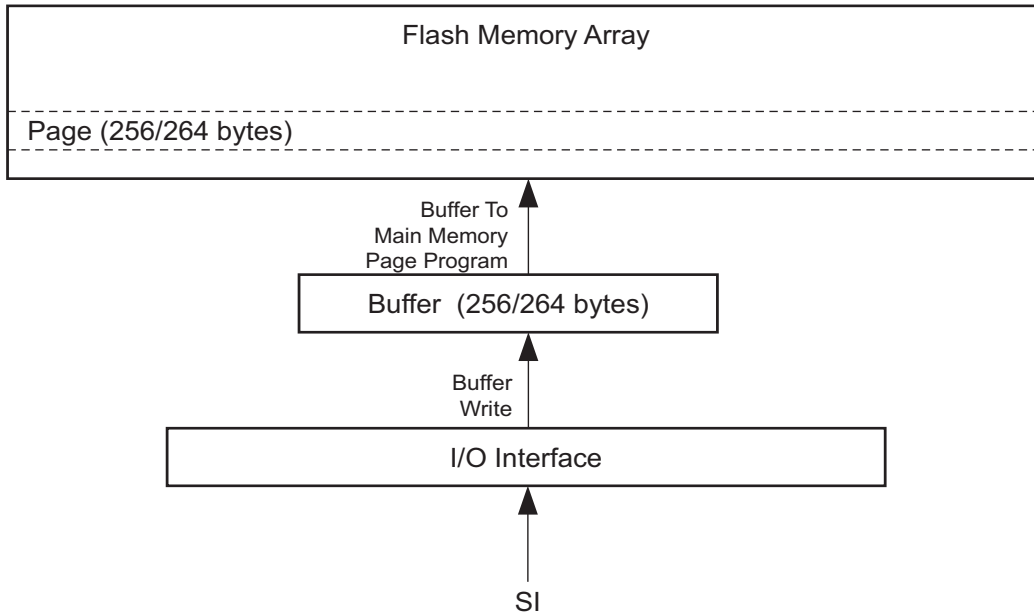 Flash Memory Array
Page (256/264 bytes)
Buffer To
Main Memory
Page Program
Buffer (256/264 bytes)
Buffer
Write
I/O Interface
SI